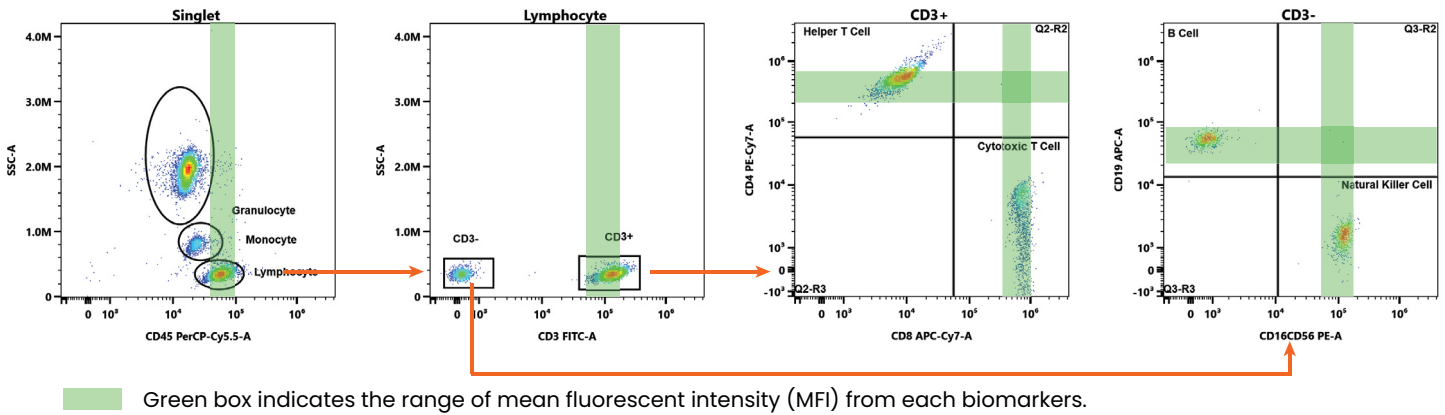 Singlet
4.0M
3.0M
2.0M
1.0M
0
SSC-A
Granulocyte
Monocyte
Lymphocyte
0 10³ 10⁴ 10⁵ 10⁶
CD45 PerCP-Cy5.5-A
Lymphocyte
4.0M
3.0M
2.0M
1.0M
0
SSC-A
CD3-
CD3+
0 10³ 10⁴ 10⁵ 10⁶
CD3 FITC-A
CD3+
Helper T Cell
Q2-R2
10⁶
10⁵
10⁴
10³
0
-10³
CD4 PE-Cy7-A
Cytotoxic T Cell
Q2-R3
0 10³ 10⁴ 10⁵ 10⁶
CD8 APC-Cy7-A
CD3-
B Cell
Q3-R2
10⁶
10⁵
10⁴
10³
0
-10³
CD19 APC-A
Natural Killer Cell
Q3-R3
0 10³ 10⁴ 10⁵ 10⁶
CD16CD56 PE-A
Green box indicates the range of mean fluorescent intensity (MFI) from each biomarkers.